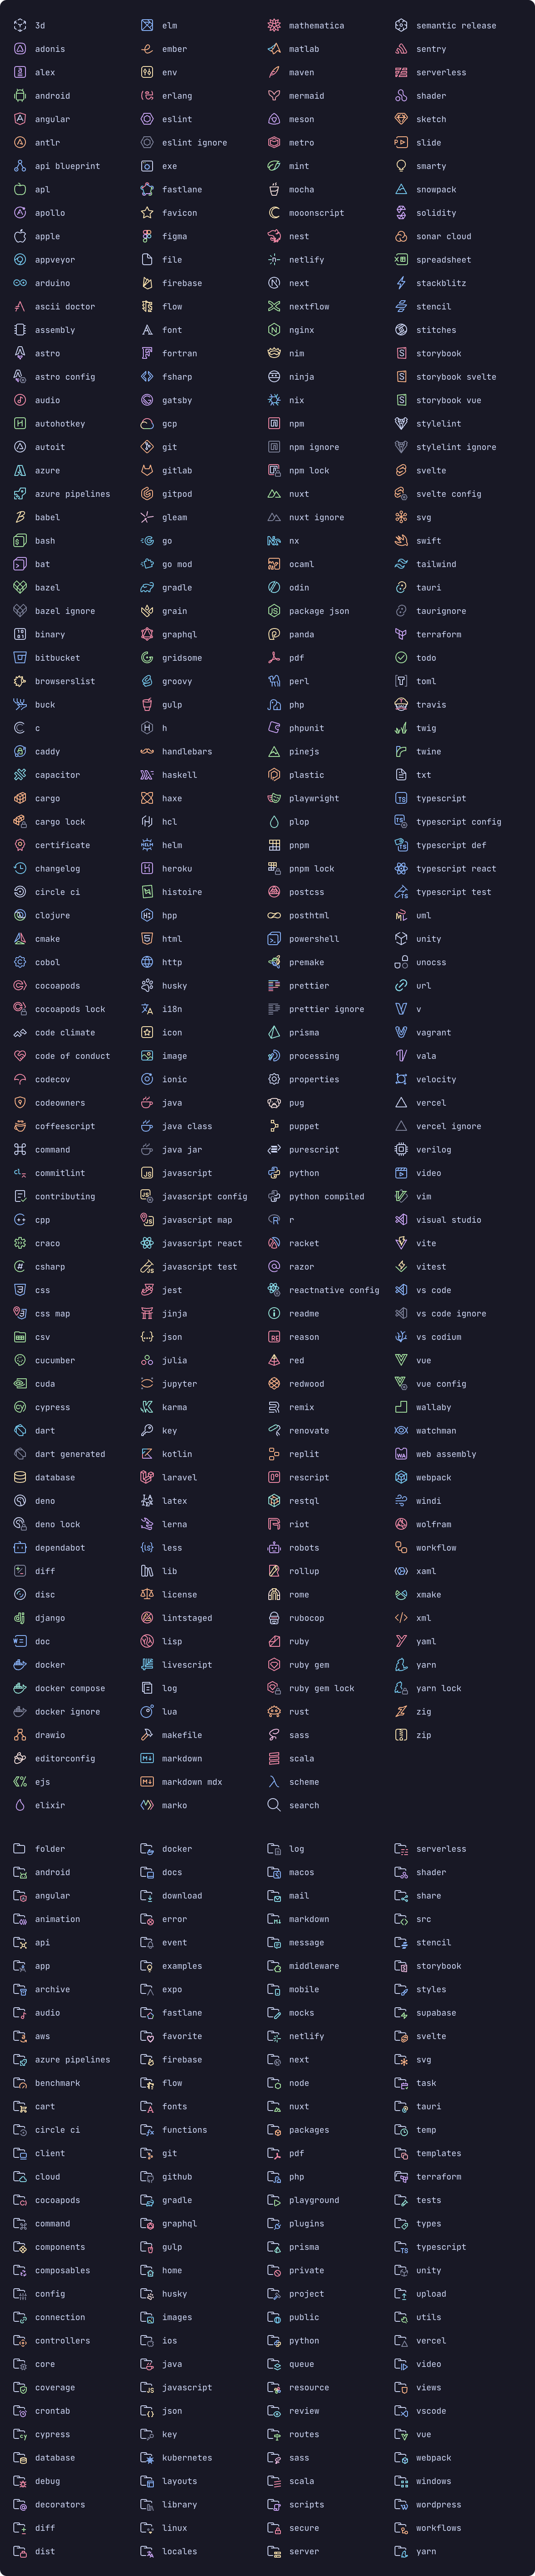 3d
adonis
alex
android
angular
antlr
api blueprint
apl
apollo
apple
appveyor
arduino
ascii doctor
assembly
astro
astro config
audio
autohotkey
autoit
azure
azure pipelines
babel
bash
bat
bazel
bazel ignore
binary
bitbucket
browserslist
buck
c
caddy
capacitor
cargo
cargo lock
certificate
changelog
circle ci
clojure
cmake
cobol
cocoapods
cocoapods lock
code climate
code of conduct
codecov
codeowners
coffeescript
command
commitlint
contributing
cpp
craco
csharp
css
css map
csv
cucumber
cuda
cypress
dart
dart generated
database
deno
deno lock
dependabot
diff
disc
django
doc
docker
docker compose
docker ignore
drawio
editorconfig
ejs
elixir
elm
ember
env
erlang
eslint
eslint ignore
exe
fastlane
favicon
figma
file
firebase
flow
font
fortran
fsharp
gatsby
gcp
git
gitlab
gitpod
gleam
go
go mod
gradle
grain
graphql
gridsome
groovy
gulp
h
handlebars
haskell
haxe
hcl
helm
heroku
histoire
hpp
html
http
husky
i18n
icon
image
ionic
java
java class
java jar
javascript
javascript config
javascript map
javascript react
javascript test
jest
jinja
json
julia
jupyter
karma
key
kotlin
laravel
latex
lerna
less
lib
license
lintstaged
lisp
livescript
log
lua
makefile
markdown
markdown mdx
marko
mathematica
matlab
maven
mermaid
meson
metro
mint
mocha
mooonscript
nest
netlify
next
nextflow
nginx
nim
ninja
nix
npm
npm ignore
npm lock
nuxt
nuxt ignore
nx
ocaml
odin
package json
panda
pdf
perl
php
phpunit
pinejs
plastic
playwright
plop
pnpm
pnpm lock
postcss
posthtml
powershell
premake
prettier
prettier ignore
prisma
processing
properties
pug
puppet
purescript
python
python compiled
r
racket
razor
reactnative config
readme
reason
red
redwood
remix
renovate
replit
rescript
restql
riot
robots
rollup
rome
rubocop
ruby
ruby gem
ruby gem lock
rust
sass
scala
scheme
search
semantic release
sentry
serverless
shader
sketch
slide
smarty
snowpack
solidity
sonar cloud
spreadsheet
stackblitz
stencil
stitches
storybook
storybook svelte
storybook vue
stylelint
stylelint ignore
svelte
svelte config
svg
swift
tailwind
tauri
taurignore
terraform
todo
toml
travis
twig
twine
txt
typescript
typescript config
typescript def
typescript react
typescript test
uml
unity
unocss
url
v
vagrant
vala
velocity
vercel
vercel ignore
verilog
video
vim
visual studio
vite
vitest
vs code
vs code ignore
vs codium
vue
vue config
wallaby
watchman
web assembly
webpack
windi
wolfram
workflow
xaml
xmake
xml
yaml
yarn
yarn lock
zig
zip
folder
android
angular
animation
api
app
archive
audio
aws
azure pipelines
benchmark
cart
circle ci
client
cloud
cocoapods
command
components
composables
config
connection
controllers
core
coverage
crontab
cypress
database
debug
decorators
diff
dist
docker
docs
download
error
event
examples
expo
fastlane
favorite
firebase
flow
fonts
functions
git
github
gradle
graphql
gulp
home
husky
images
ios
java
javascript
json
key
kubernetes
layouts
library
linux
locales
log
macos
mail
markdown
message
middleware
mobile
mocks
netlify
next
node
nuxt
packages
pdf
php
playground
plugins
prisma
private
project
public
python
queue
resource
review
routes
sass
scala
scripts
secure
server
serverless
shader
share
src
stencil
storybook
styles
supabase
svelte
svg
task
tauri
temp
templates
terraform
tests
types
typescript
unity
upload
utils
vercel
video
views
vscode
vue
webpack
windows
wordpress
workflows
yarn